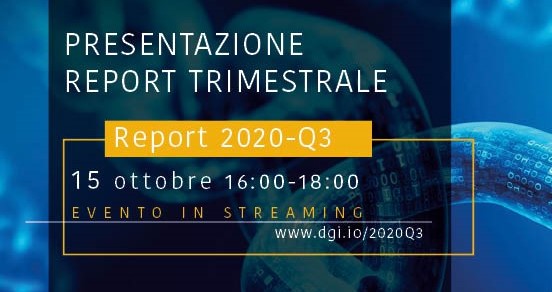 PRESENTAZIONE
REPORT TRIMESTRALE
Report 2020-Q3
15 ottobre 16:00-18:00
EVENTO IN STREAMING
www.dgi.io/2020Q3